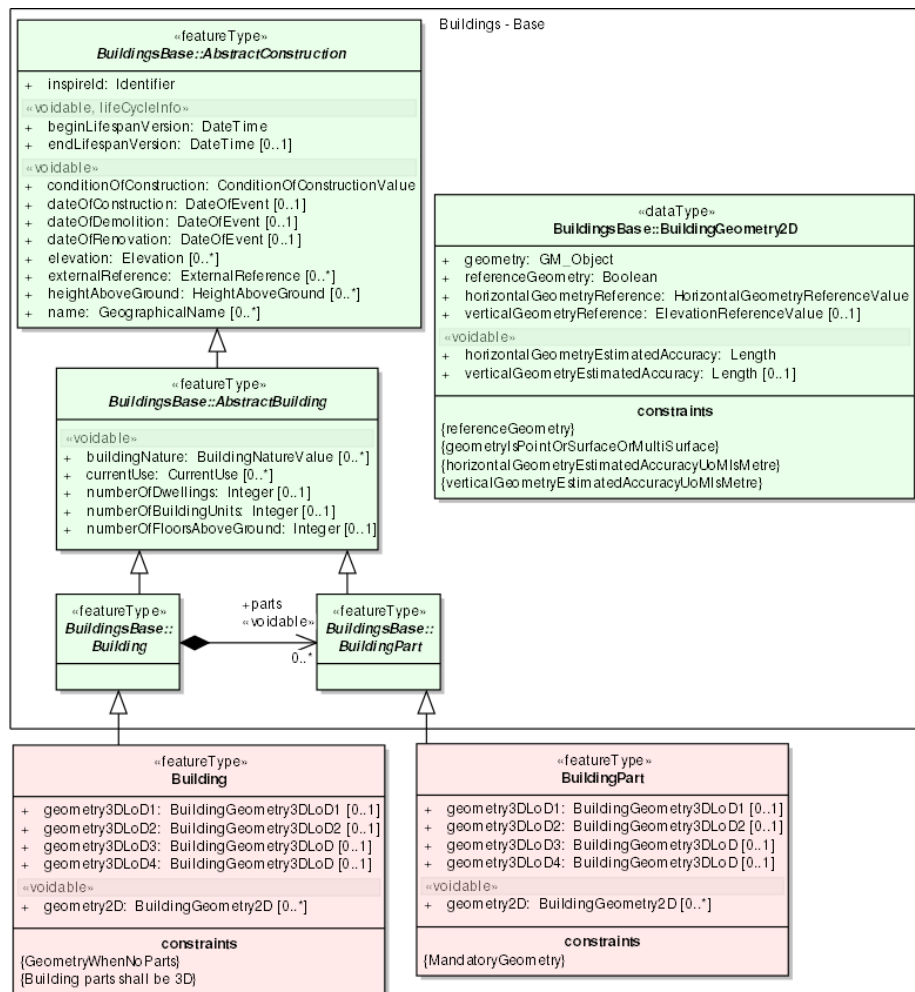 Buildings - Base
«featureType»
BuildingsBase::AbstractConstruction
+ inspireId: Identifier
«voidable, lifeCycleInfo»
+ beginLifespanVersion: DateTime
+ endLifespanVersion: DateTime [0..1]
«voidable»
+ conditionOfConstruction: ConditionOfConstructionValue
+ dateOfConstruction: DateOfEvent [0..1]
+ dateOfDemolition: DateOfEvent [0..1]
+ dateOfRenovation: DateOfEvent [0..1]
+ elevation: Elevation [0..*]
+ externalReference: ExternalReference [0..*]
+ heightAboveGround: HeightAboveGround [0..*]
+ name: GeographicalName [0..*]
«dataType»
BuildingsBase::BuildingGeometry2D
+ geometry: GM_Object
+ referenceGeometry: Boolean
+ horizontalGeometryReference: HorizontalGeometryReferenceValue
+ verticalGeometryReference: ElevationReferenceValue [0..1]
«voidable»
+ horizontalGeometryEstimatedAccuracy: Length
+ verticalGeometryEstimatedAccuracy: Length [0..1]
constraints
{referenceGeometry}
{geometryIsPointOrSurfaceOrMultiSurface}
{horizontalGeometryEstimatedAccuracyUoMIsMetre}
{verticalGeometryEstimatedAccuracyUoMIsMetre}
«featureType»
BuildingsBase::AbstractBuilding
«voidable»
+ buildingNature: BuildingNatureValue [0..*]
+ currentUse: CurrentUse [0..*]
+ numberOfDwellings: Integer [0..1]
+ numberOfBuildingUnits: Integer [0..1]
+ numberOfFloorsAboveGround: Integer [0..1]
«featureType»
BuildingsBase::
Building
+parts
«voidable»
0..*
«featureType»
BuildingsBase::
BuildingPart
«featureType»
Building
+ geometry3DLoD1: BuildingGeometry3DLoD1 [0..1]
+ geometry3DLoD2: BuildingGeometry3DLoD2 [0..1]
+ geometry3DLoD3: BuildingGeometry3DLoD [0..1]
+ geometry3DLoD4: BuildingGeometry3DLoD [0..1]
«voidable»
+ geometry2D: BuildingGeometry2D [0..*]
constraints
{GeometryWhenNoParts}
{Building parts shall be 3D}
«featureType»
BuildingPart
+ geometry3DLoD1: BuildingGeometry3DLoD1 [0..1]
+ geometry3DLoD2: BuildingGeometry3DLoD2 [0..1]
+ geometry3DLoD3: BuildingGeometry3DLoD [0..1]
+ geometry3DLoD4: BuildingGeometry3DLoD [0..1]
«voidable»
+ geometry2D: BuildingGeometry2D [0..*]
constraints
{MandatoryGeometry}